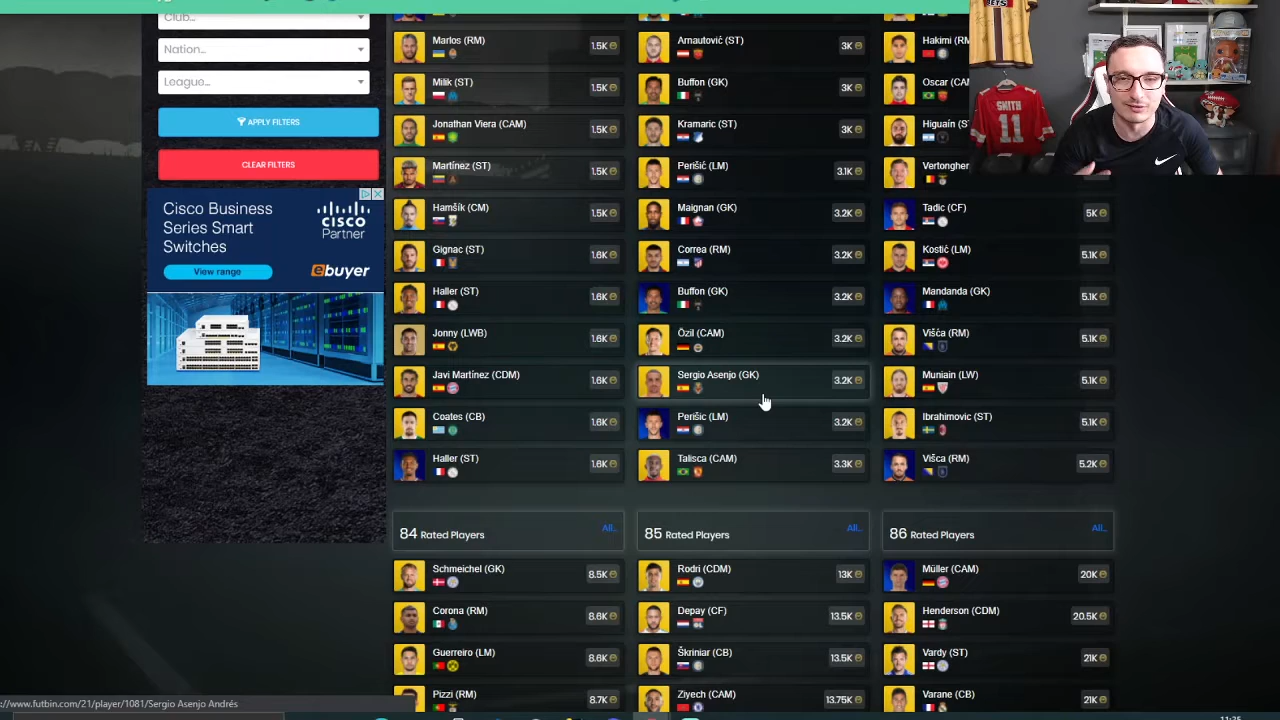 Club...
Nation...
League...
APPLY FILTERS
CLEAR FILTERS
Cisco Business
Series Smart
Switches
CISCO
Partner
View range
ebuyer
Marlos (RM)
1.5K
Milik (ST)
1.5K
Jonathan Viera (CAM)
1.5K
Martínez (ST)
1.5K
Hamšík (CM)
1.5K
Gignac (ST)
1.6K
Haller (ST)
1.6K
Jonny (LWB)
1.6K
Javi Martínez (CDM)
1.6K
Coates (CB)
1.6K
Haller (ST)
1.6K
Arnautović (ST)
3K
Buffon (GK)
3K
Kramaric (ST)
3K
Perišić (LM)
3.1K
Maignan (GK)
3.2K
Correa (RM)
3.2K
Buffon (GK)
3.2K
Özil (CAM)
3.2K
Sergio Asenjo (GK)
3.2K
Perišić (LM)
3.2K
Talisca (CAM)
3.3K
Hakimi (RM
Oscar (CAM
Higuaín (S
Vertonghe
Tadic (CF)
5K
Kostić (LM)
5.1K
Mandanda (GK)
5.1K
Višća (RM)
5.1K
Muniain (LW)
5.1K
Ibrahimovic (ST)
5.1K
Višća (RM)
5.2K
JETS
SMITH
11
84 Rated Players
All..
Schmeichel (GK)
8.5K
Corona (RM)
8.6K
Guerreiro (LM)
8.6K
Pizzi (RM)
8.7K
85 Rated Players
All..
Rodri (CDM)
13K
Depay (CF)
13.5K
Škriniar (CB)
13.5K
Ziyech (CAM)
13.75K
86 Rated Players
All..
Müller (CAM)
20K
Henderson (CDM)
20.5K
Vardy (ST)
21K
Varane (CB)
21K
://www.futbin.com/21/player/1081/Sergio Asenjo Andrés